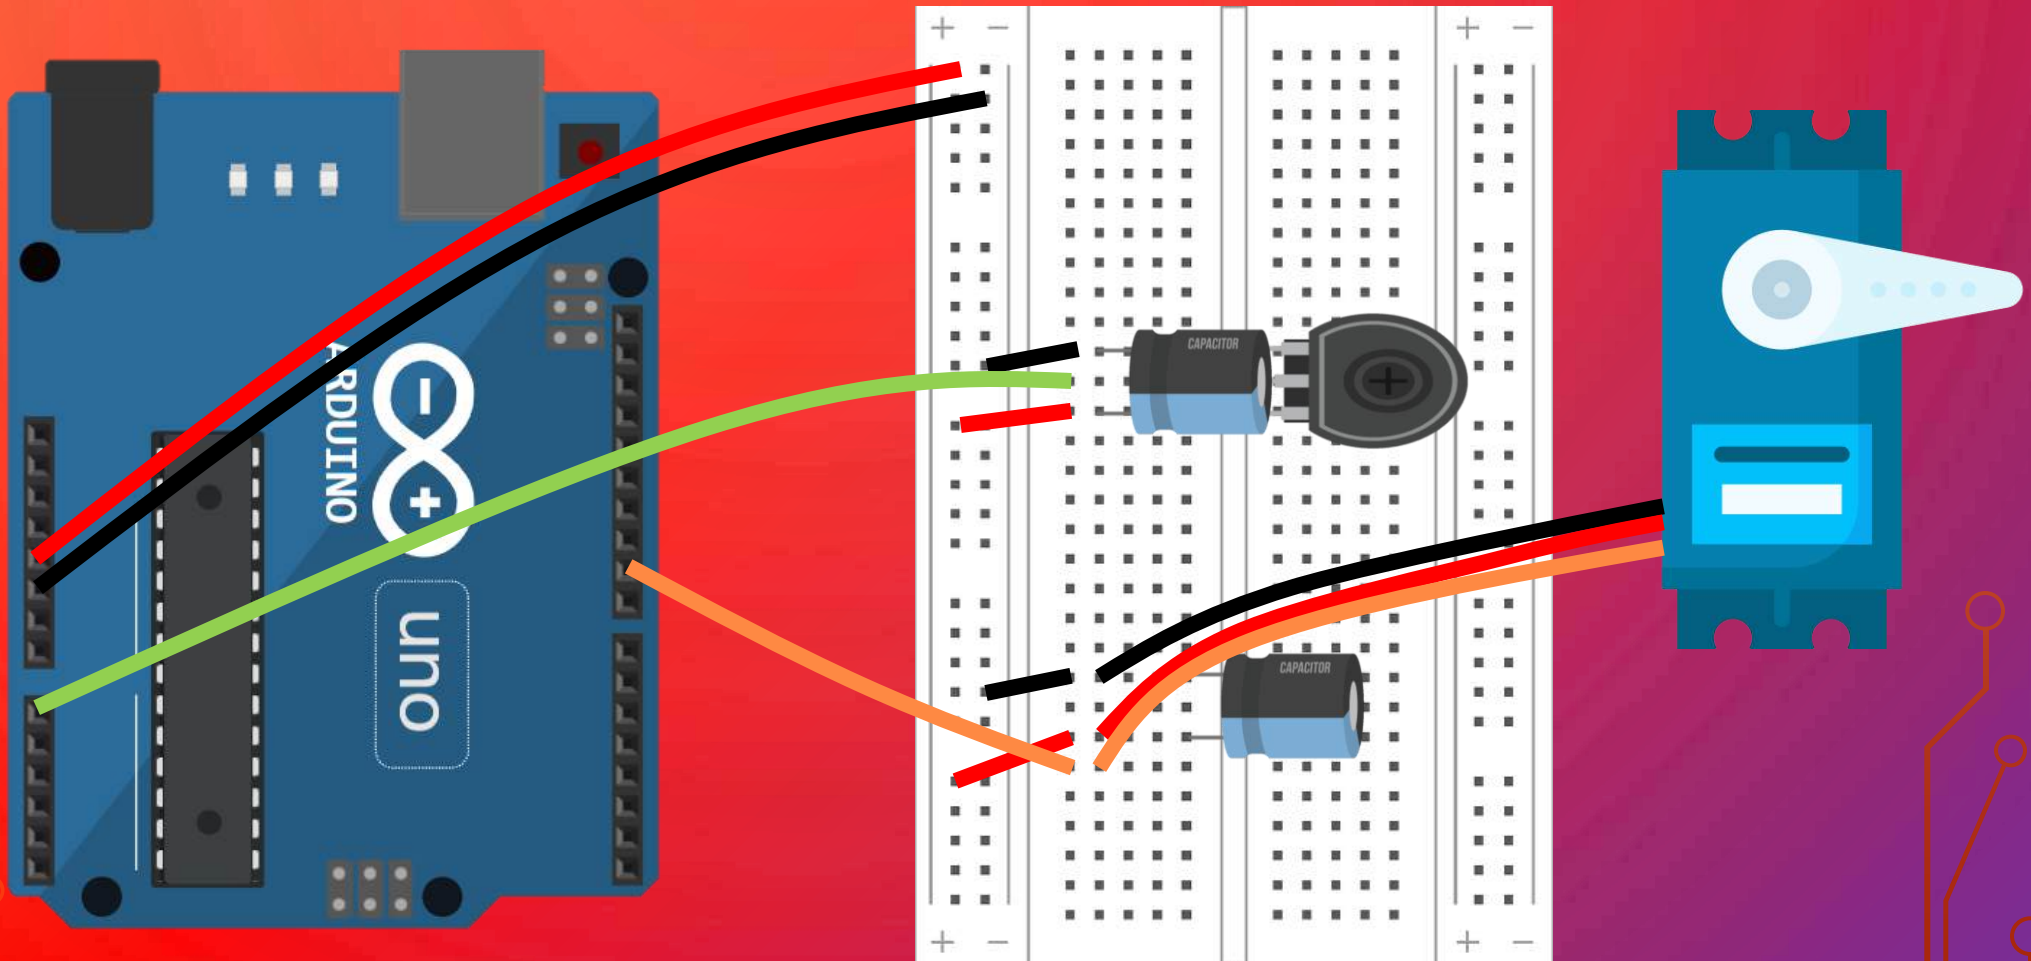 + −
+ −
ARDUINO
− +
uno
CAPACITOR
CAPACITOR
+ −
+ −